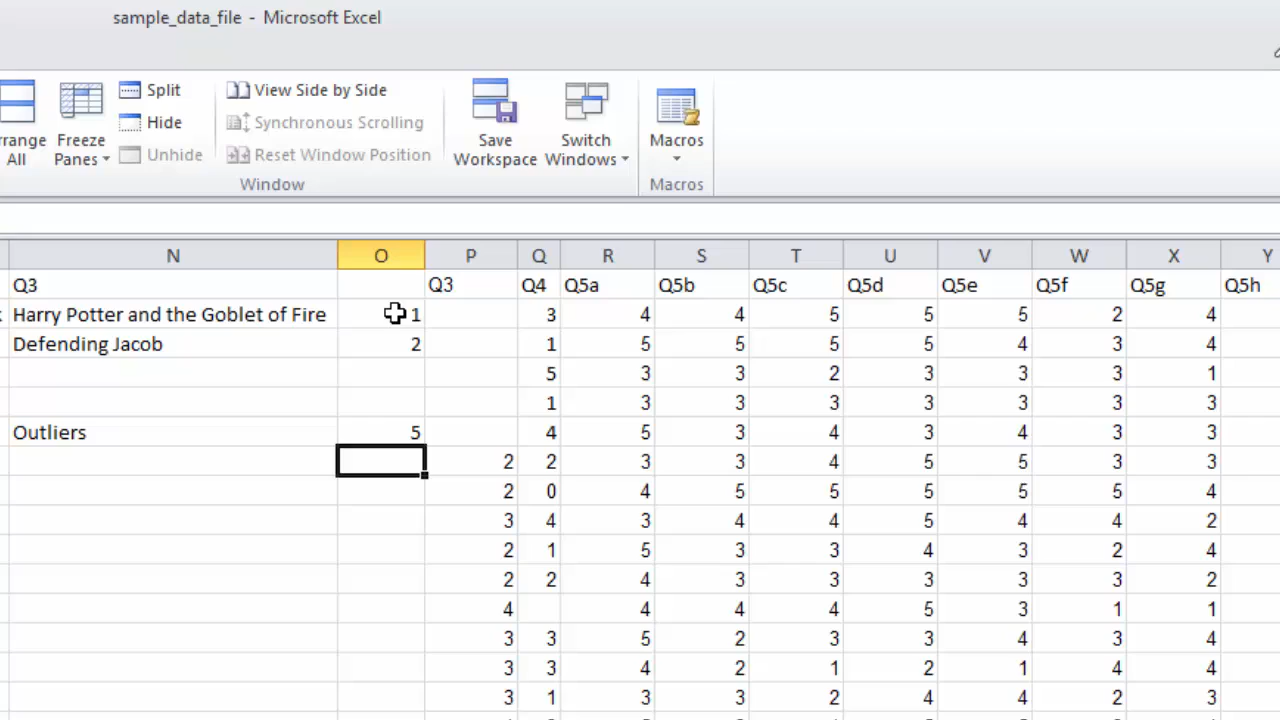 sample_data_file - Microsoft Excel
Split
View Side by Side
Hide
Synchronous Scrolling
Unhide
Reset Window Position
rrange All
Freeze Panes
Save Workspace
Switch Windows
Macros
Window
Macros
N O P Q R S T U V W X Y
Q3 Q3 Q4 Q5a Q5b Q5c Q5d Q5e Q5f Q5g Q5h
Harry Potter and the Goblet of Fire 1 3 4 4 5 5 5 2 4
Defending Jacob 2 1 5 5 5 5 4 3 4
5 3 3 2 3 3 3 1
1 3 3 3 3 3 3 3
Outliers 5 4 5 3 4 3 4 3 3
2 2 3 3 4 5 5 3 3
2 0 4 5 5 5 5 5 4
3 4 3 4 4 5 4 4 2
2 1 5 3 3 4 3 2 4
2 2 4 3 3 3 3 3 2
4 4 4 4 5 3 1 1
3 3 5 2 3 3 4 3 4
3 3 4 2 1 2 1 4 4
3 1 3 3 2 4 4 2 3